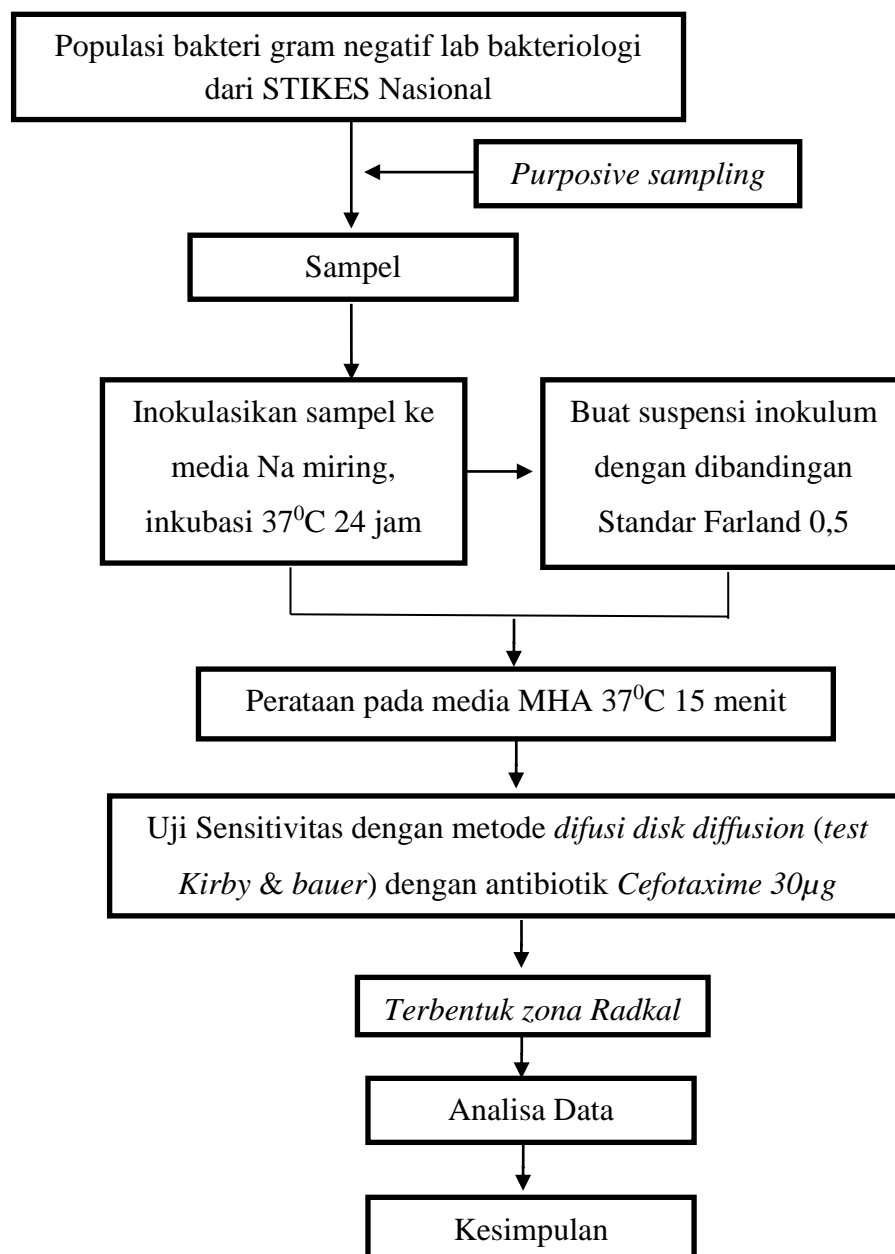 Populasi bakteri gram negatif lab bakteriologi
dari STIKES Nasional
Purposive sampling
Sampel
Inokulasikan sampel ke
media Na miring,
inkubasi 37⁰C 24 jam
Buat suspensi inokulum
dengan dibandingan
Standar Farland 0,5
Perataan pada media MHA 37⁰C 15 menit
Uji Sensitivitas dengan metode difusi disk diffusion (test
Kirby & bauer) dengan antibiotik Cefotaxime 30µg
Terbentuk zona Radkal
Analisa Data
Kesimpulan